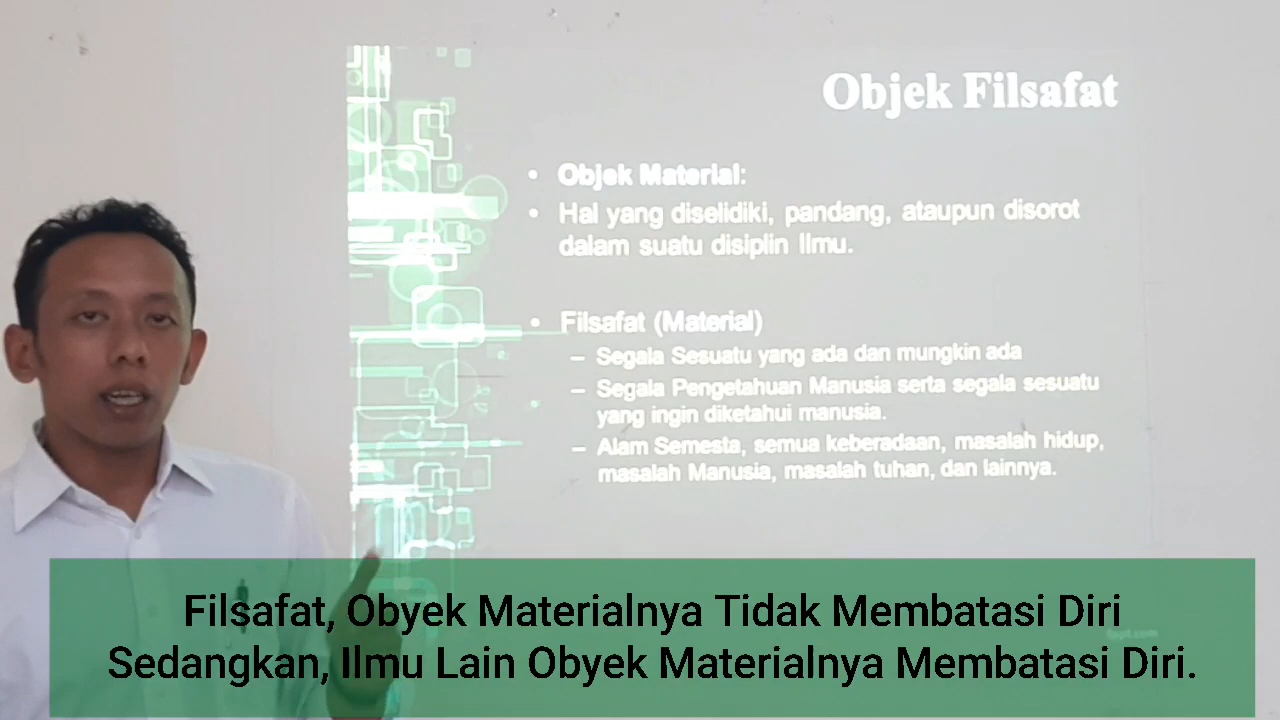 Objek Filsafat
• Objek Material:
• Hal yang diselidiki, pandang, ataupun disorot
dalam suatu disiplin Ilmu.
• Filsafat (Material)
– Segala Sesuatu yang ada dan mungkin ada
– Segala Pengetahuan Manusia serta segala sesuatu
yang ingin diketahui manusia.
– Alam Semesta, semua keberadaan, masalah hidup,
masalah Manusia, masalah tuhan, dan lainnya.
Filsafat, Obyek Materialnya Tidak Membatasi Diri
Sedangkan, Ilmu Lain Obyek Materialnya Membatasi Diri.